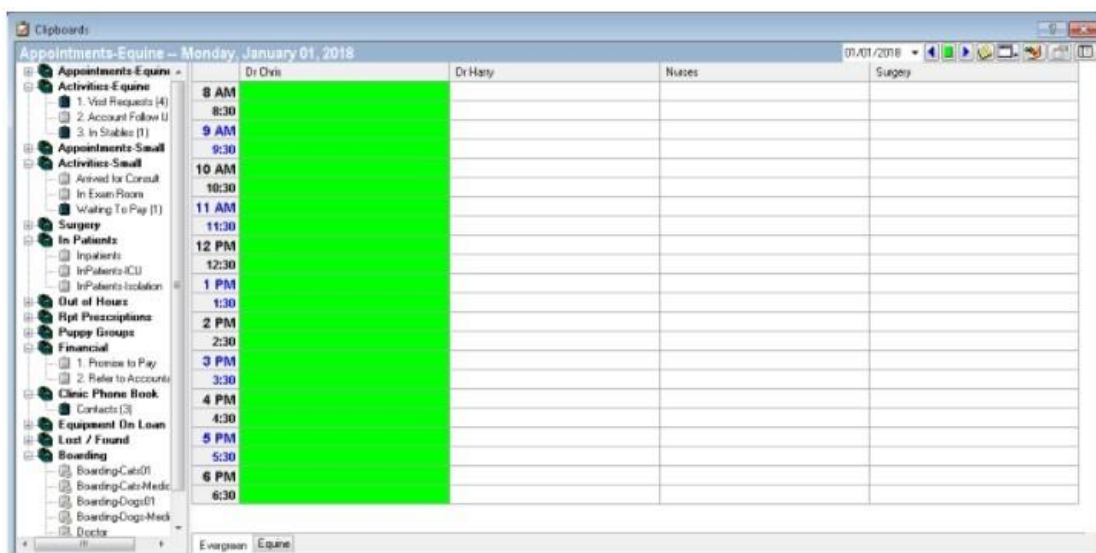 Clipboards
Appointments-Equine -- Monday, January 01, 2018
01/01/2018
Appointments-Equine
Activities-Equine
1. Visit Requests (4)
2. Account Follow U
3. In Stables (1)
Appointments-Small
Activities-Small
Arrived for Consult
In Exam Room
Waiting To Pay (1)
Surgery
In Patients
Inpatients
InPatients-ICU
InPatients-Isolation
Out of Hours
Rpt Prescriptions
Puppy Groups
Financial
1. Promise to Pay
2. Refer to Accounts
Clinic Phone Book
Contacts (3)
Equipment On Loan
Lost / Found
Boarding
Boarding-Cats01
Boarding-Cats-Medic
Boarding-Dogs01
Boarding-Dogs-Medi
Doctor
Dr Chris Dr Harry Nurses Surgery
8 AM
8:30
9 AM
9:30
10 AM
10:30
11 AM
11:30
12 PM
12:30
1 PM
1:30
2 PM
2:30
3 PM
3:30
4 PM
4:30
5 PM
5:30
6 PM
6:30
Evergreen Equine